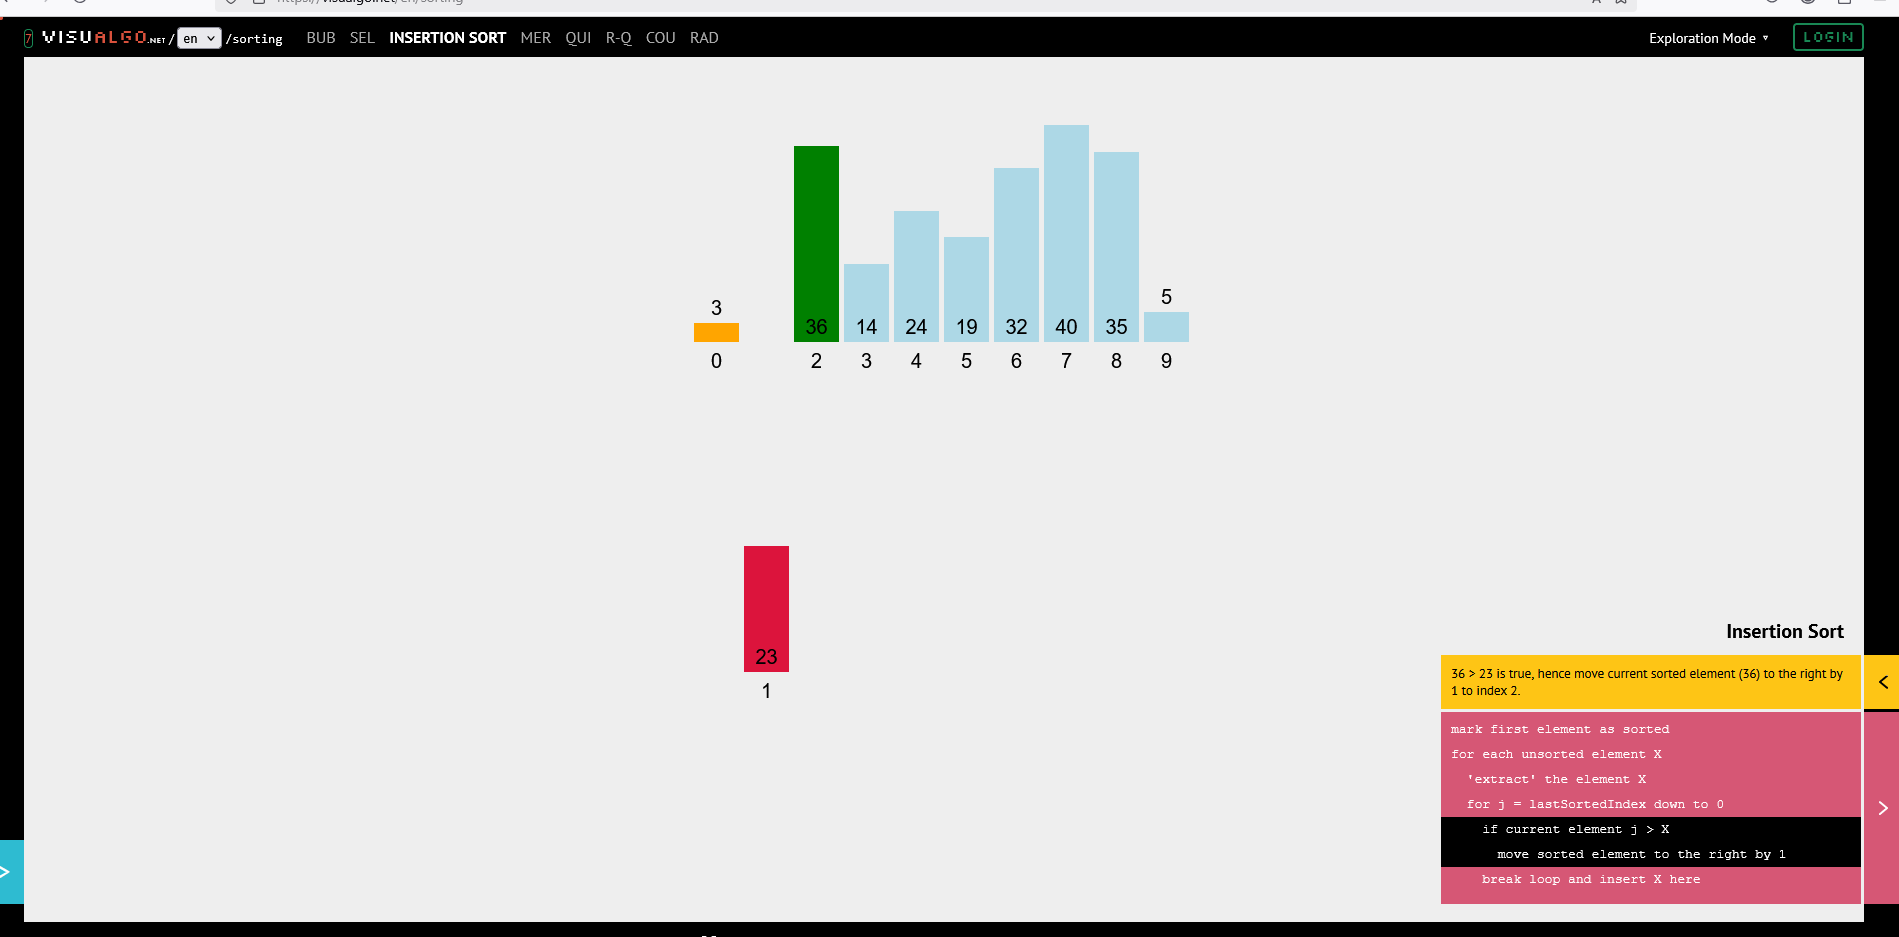 https://visualgo.net/en/sorting
7 VISUALGO.NET / en /sorting BUB SEL INSERTION SORT MER QUI R-Q COU RAD Exploration Mode ▾ LOGIN
3 5
36 14 24 19 32 40 35
0 2 3 4 5 6 7 8 9
23
1
Insertion Sort
36 > 23 is true, hence move current sorted element (36) to the right by
1 to index 2.
mark first element as sorted
for each unsorted element X
'extract' the element X
for j = lastSortedIndex down to 0
if current element j > X
move sorted element to the right by 1
break loop and insert X here